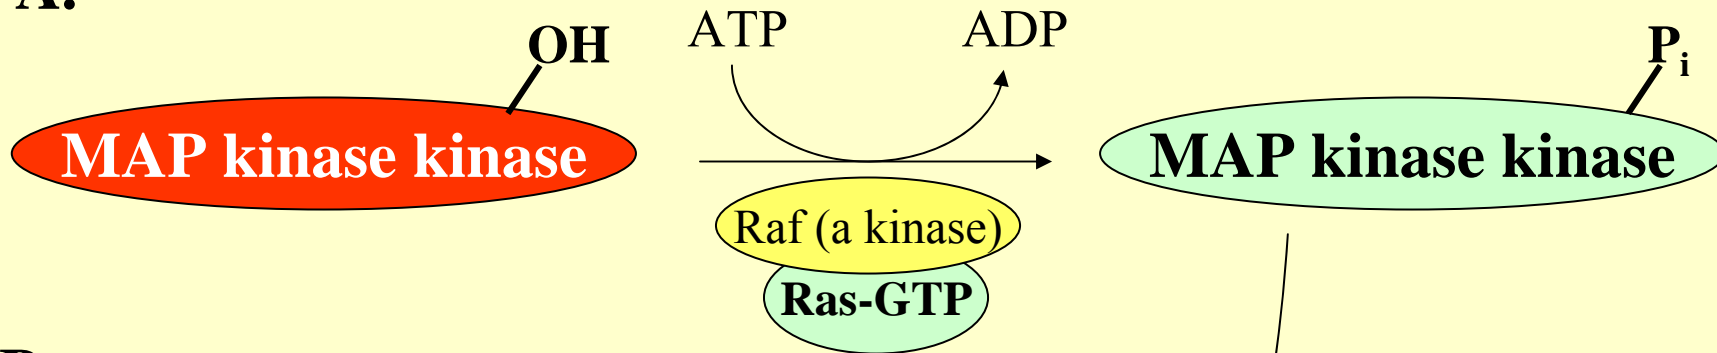 A.
OH
ATP
ADP
Pi
MAP kinase kinase
MAP kinase kinase
Raf (a kinase)
Ras-GTP